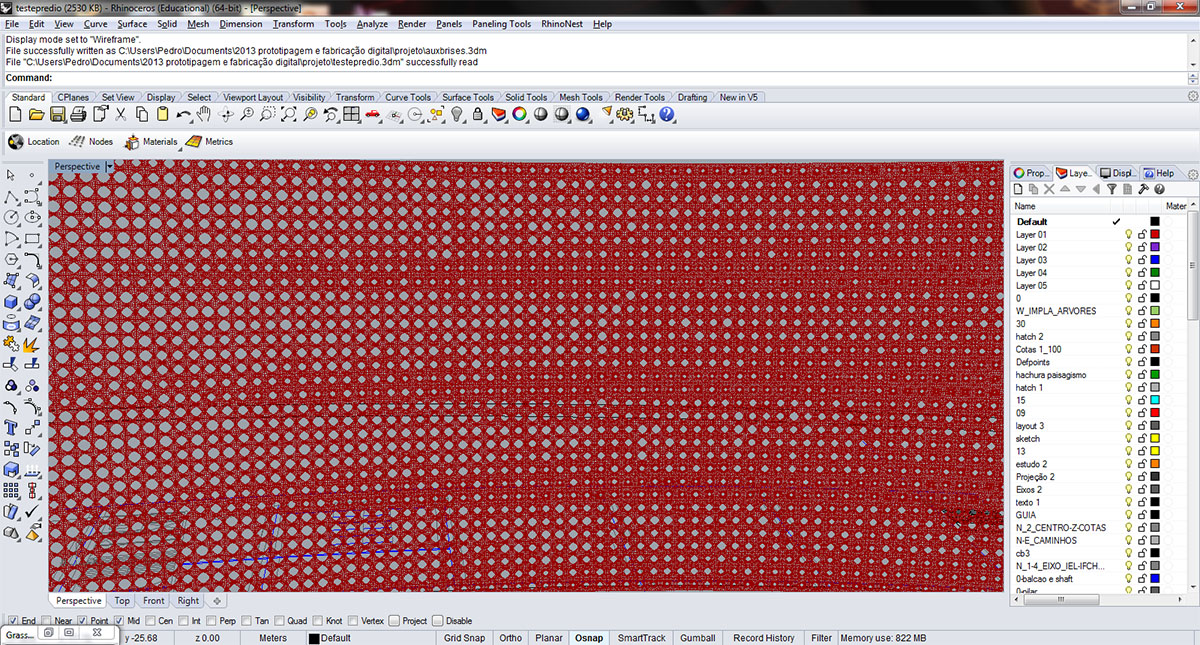 testepredio (2530 KB) - Rhinoceros (Educational) (64-bit) - [Perspective]
File Edit View Curve Surface Solid Mesh Dimension Transform Tools Analyze Render Panels Paneling Tools RhinoNest Help
Display mode set to "Wireframe".
File successfully written as C:\Users\Pedro\Documents\2013 prototipagem e fabricação digital\projeto\auxbrises.3dm
File "C:\Users\Pedro\Documents\2013 prototipagem e fabricação digital\projeto\testepredio.3dm" successfully read
Command:
Standard CPlanes Set View Display Select Viewport Layout Visibility Transform Curve Tools Surface Tools Solid Tools Mesh Tools Render Tools Drafting New in V5
Location Nodes Materials Metrics
Perspective
Prop... Laye... Displ... Help
Name Mater
Default
Layer 01
Layer 02
Layer 03
Layer 04
Layer 05
0
W_IMPLA_ARVORES
30
hatch 2
Cotas 1_100
Defpoints
hachura paisagismo
hatch 1
15
09
layout 3
sketch
13
estudo 2
Projeção 2
Eixos 2
texto 1
GUIA
N_2_CENTRO-Z-COTAS
N-E_CAMINHOS
cb3
N_1-4_EIXO_IEL-IFCH...
0-balcao e shaft
0-pilar
Perspective Top Front Right
End Near Point Mid Cen Int Perp Tan Quad Knot Vertex Project Disable
Grass... y -25.68 z 0.00 Meters Default Grid Snap Ortho Planar Osnap SmartTrack Gumball Record History Filter Memory use: 822 MB